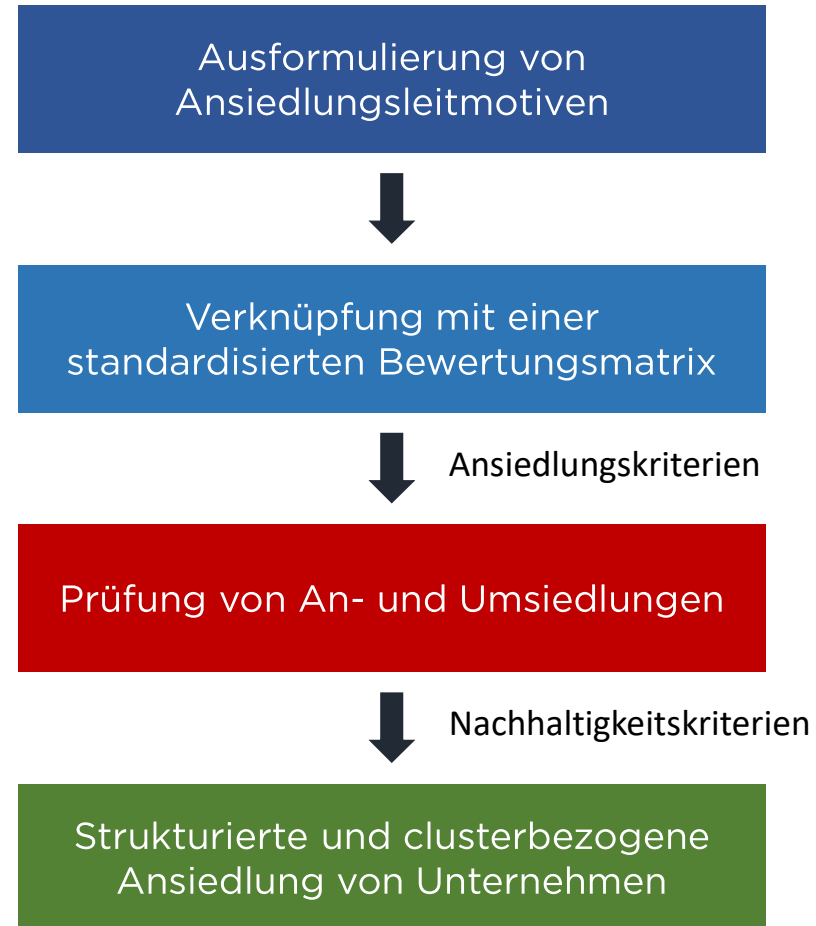 Ausformulierung von
Ansiedlungsleitmotiven
Verknüpfung mit einer
standardisierten Bewertungsmatrix
Ansiedlungskriterien
Prüfung von An- und Umsiedlungen
Nachhaltigkeitskriterien
Strukturierte und clusterbezogene
Ansiedlung von Unternehmen